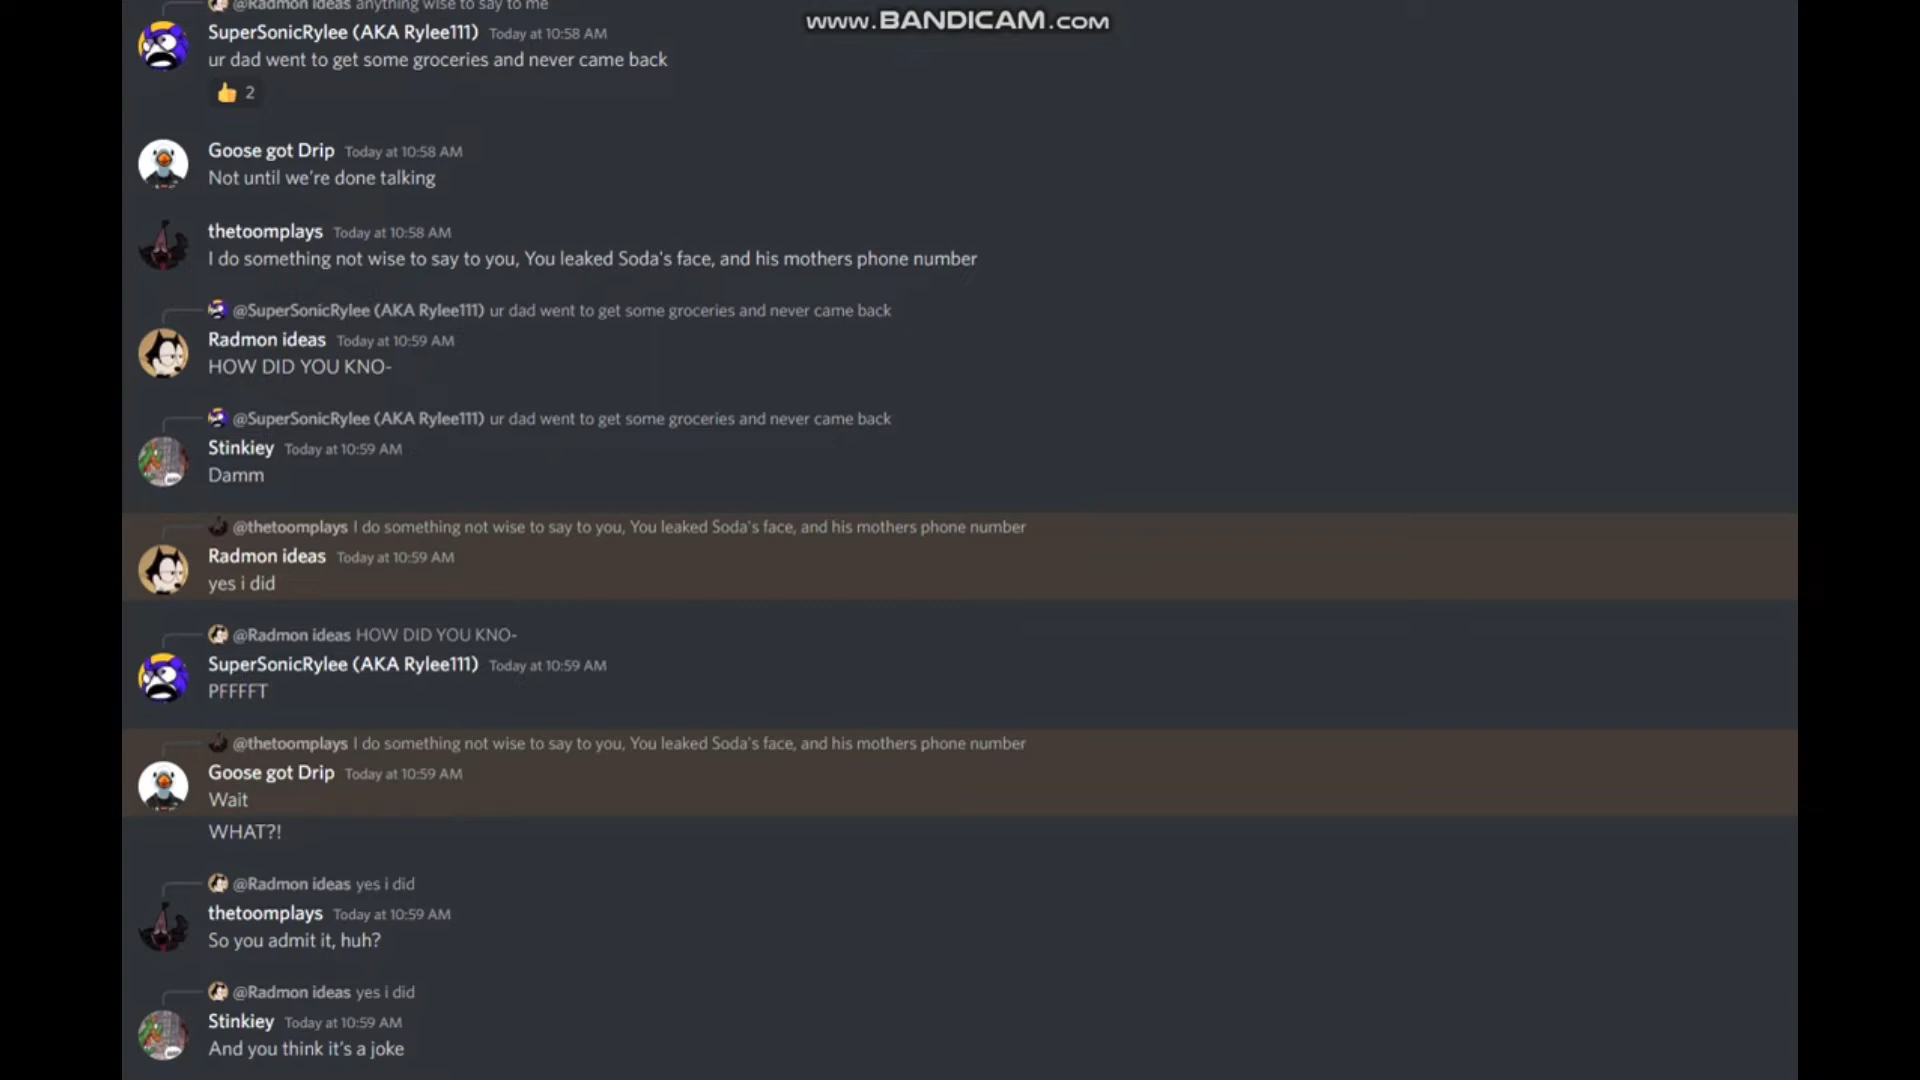 @Radmon ideas anything wise to say to me
www.BANDICAM.com
SuperSonicRylee (AKA Rylee111) Today at 10:58 AM
ur dad went to get some groceries and never came back
👍 2
Goose got Drip Today at 10:58 AM
Not until we're done talking
thetoomplays Today at 10:58 AM
I do something not wise to say to you, You leaked Soda's face, and his mothers phone number
@SuperSonicRylee (AKA Rylee111) ur dad went to get some groceries and never came back
Radmon ideas Today at 10:59 AM
HOW DID YOU KNO-
@SuperSonicRylee (AKA Rylee111) ur dad went to get some groceries and never came back
Stinkiey Today at 10:59 AM
Damm
@thetoomplays I do something not wise to say to you, You leaked Soda's face, and his mothers phone number
Radmon ideas Today at 10:59 AM
yes i did
@Radmon ideas HOW DID YOU KNO-
SuperSonicRylee (AKA Rylee111) Today at 10:59 AM
PFFFFT
@thetoomplays I do something not wise to say to you, You leaked Soda's face, and his mothers phone number
Goose got Drip Today at 10:59 AM
Wait
WHAT?!
@Radmon ideas yes i did
thetoomplays Today at 10:59 AM
So you admit it, huh?
@Radmon ideas yes i did
Stinkiey Today at 10:59 AM
And you think it's a joke